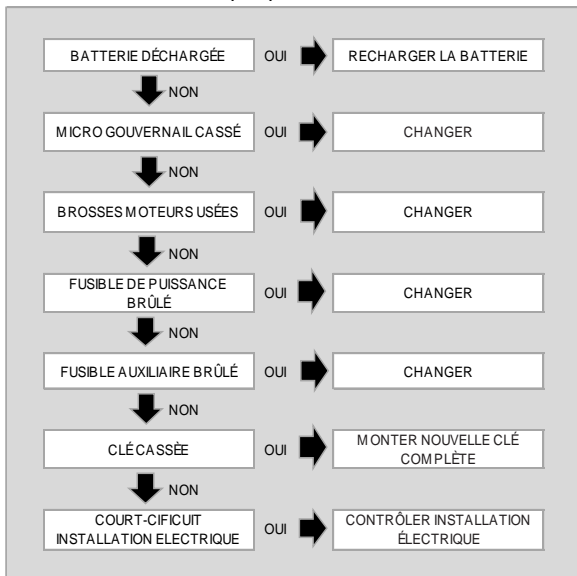 BATTERIE DÉCHARGÉE OUI RECHARGER LA BATTERIE
NON
MICRO GOUVERNAIL CASSÉ OUI CHANGER
NON
BROSSES MOTEURS USÉES OUI CHANGER
NON
FUSIBLE DE PUISSANCE
BRÛLÉ OUI CHANGER
NON
FUSIBLE AUXILIAIRE BRÛLÉ OUI CHANGER
NON
CLÉ CASSÈE OUI MONTER NOUVELLE CLÉ
COMPLÈTE
NON
COURT-CIFICUIT
INSTALLATION ELECTRIQUE OUI CONTRÔLER INSTALLATION
ÉLECTRIQUE